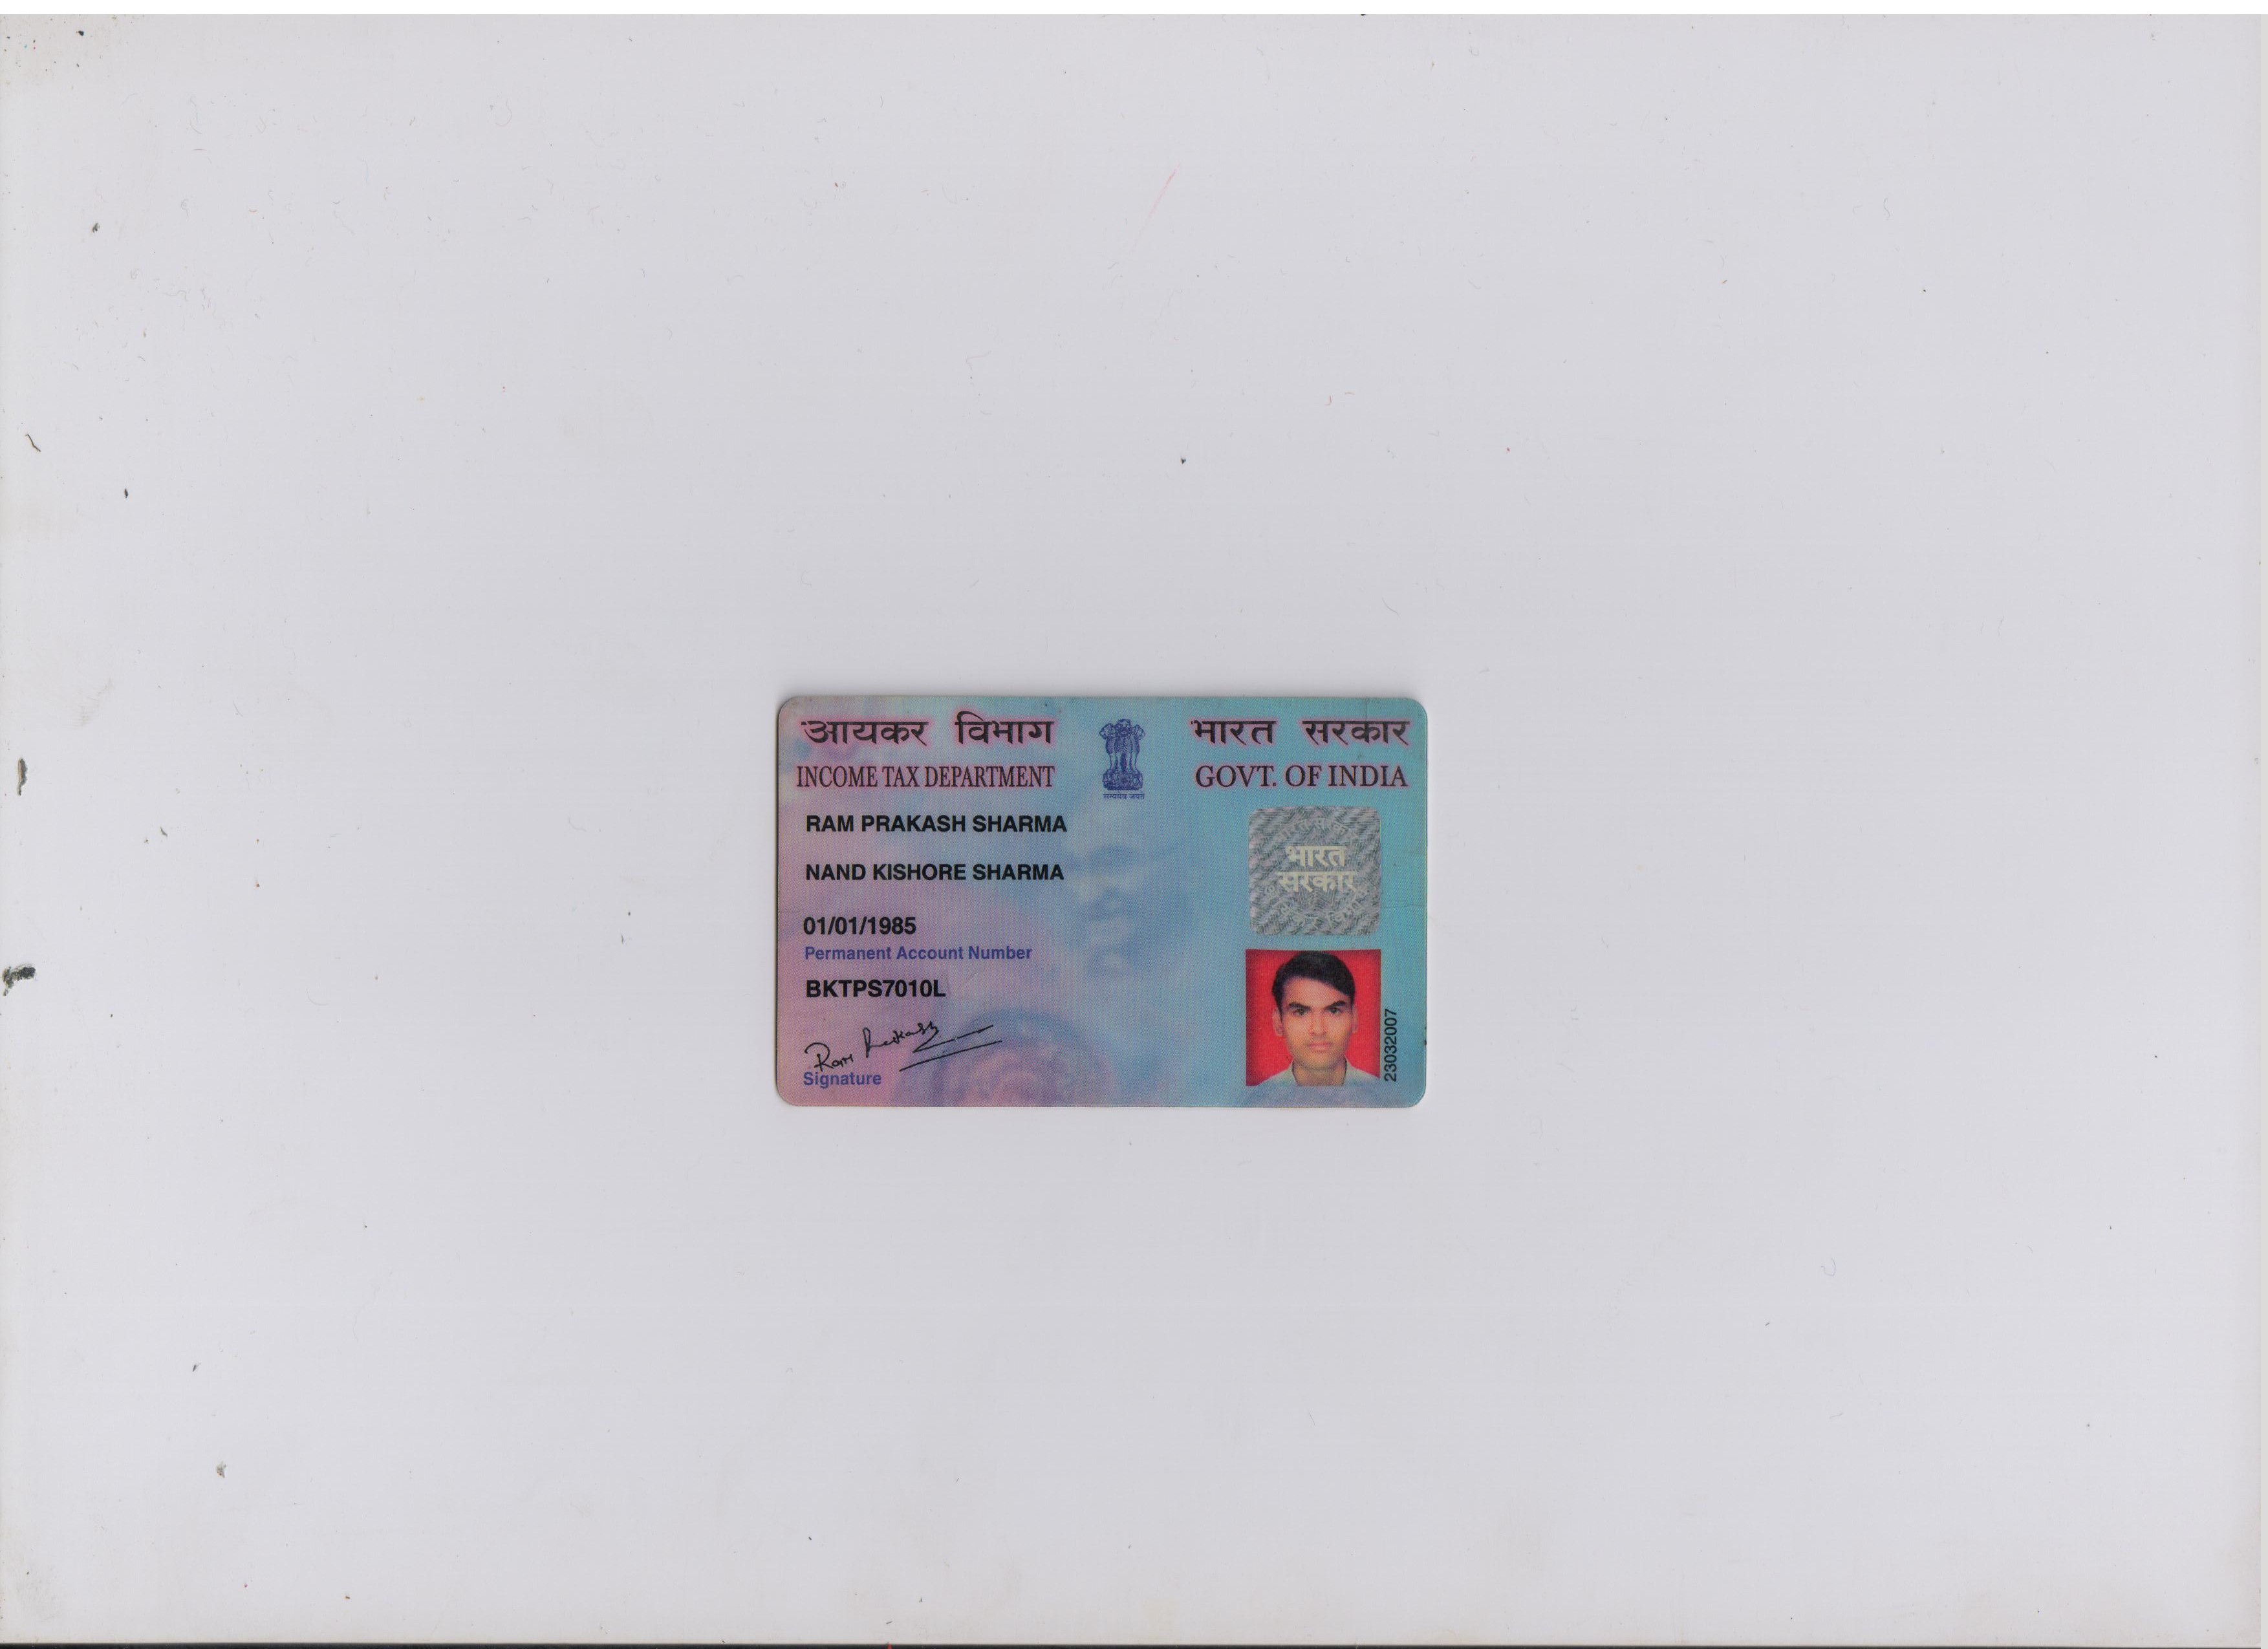 आयकर विभाग
भारत सरकार
INCOME TAX DEPARTMENT
GOVT. OF INDIA
सत्यमेव जयते
RAM PRAKASH SHARMA
NAND KISHORE SHARMA
भारत
सरकार
01/01/1985
Permanent Account Number
BKTPS7010L
Ram Prakash
Signature
23032007